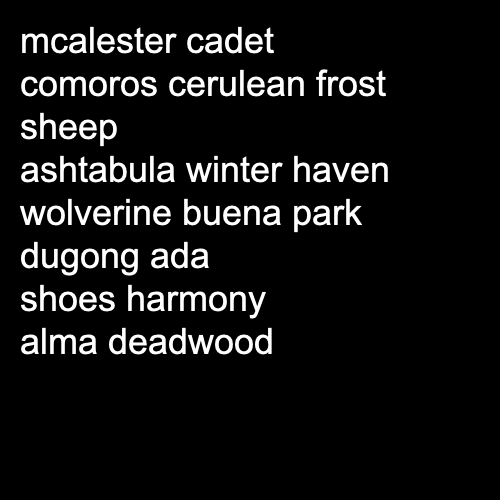 mcalester cadet
comoros cerulean frost
sheep
ashtabula winter haven
wolverine buena park
dugong ada
shoes harmony
alma deadwood